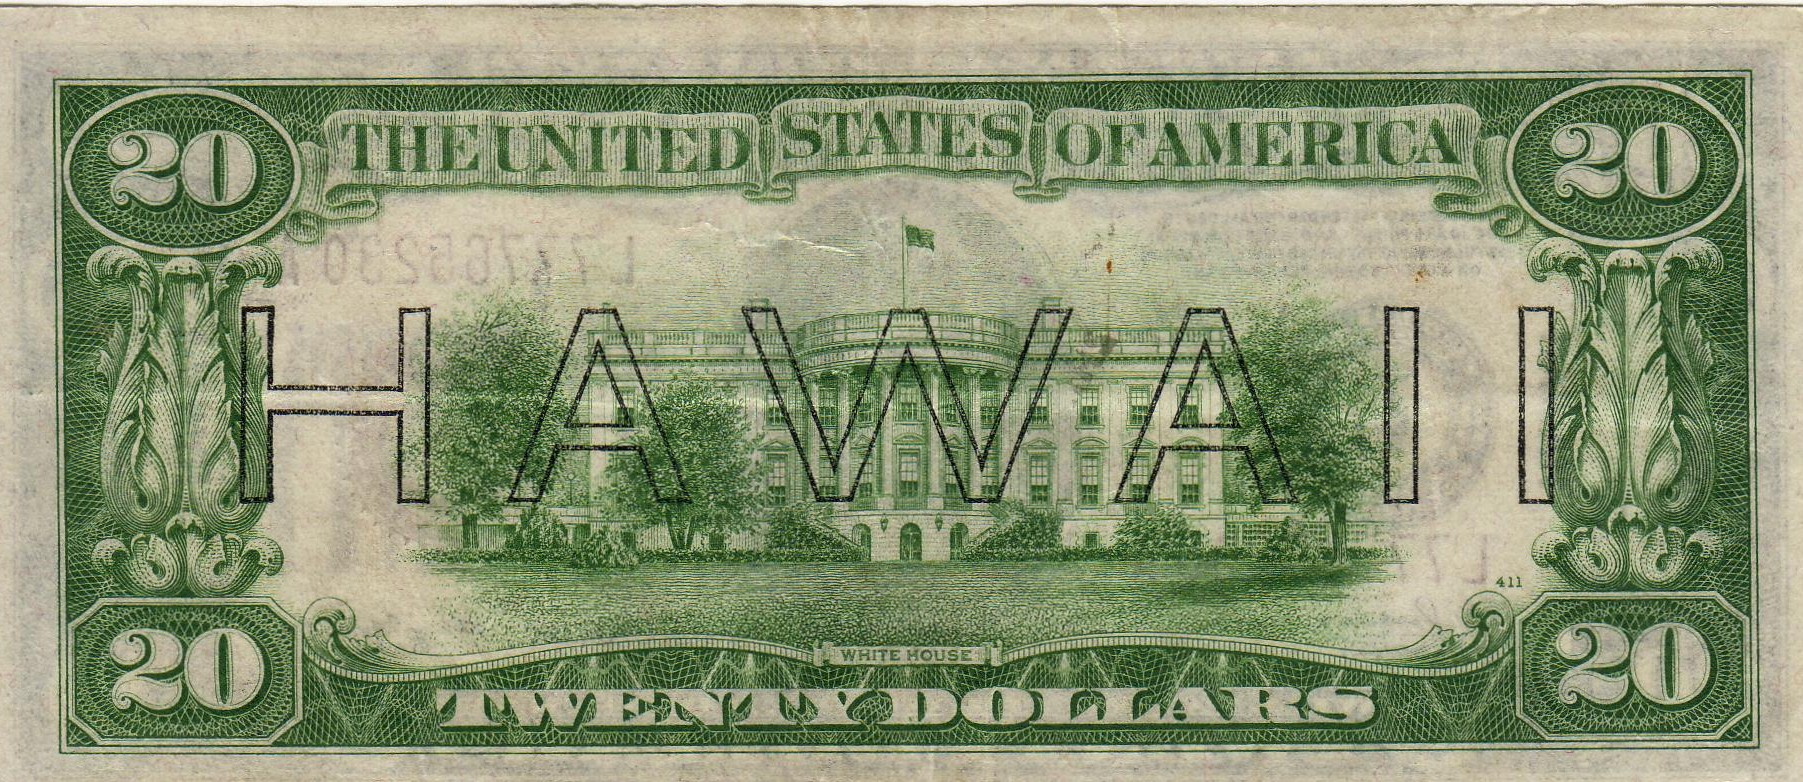 20 THE UNITED STATES OF AMERICA 20
HAWAII
411
WHITE HOUSE
20 TWENTY DOLLARS 20